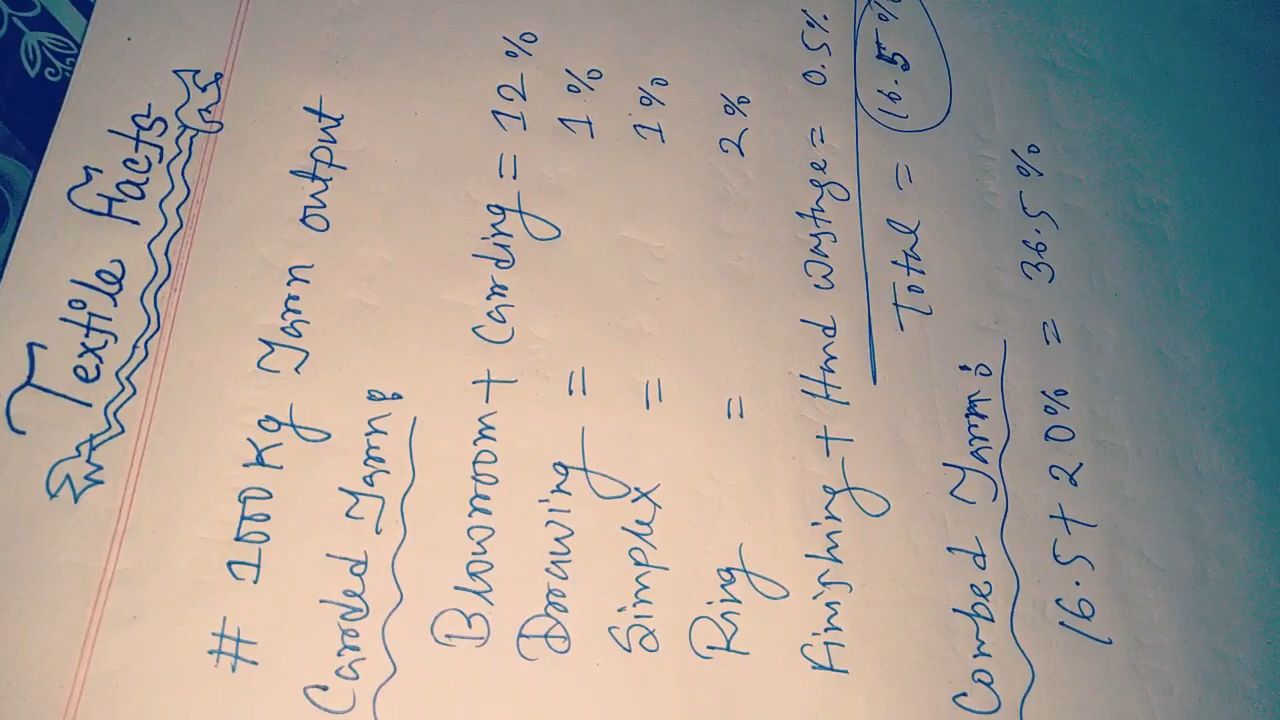 Textile Facts
# 1000 Kg Yarn output
Carded Yarn:
Blowroom + Carding = 12%
Drawing = 1%
Simplex = 1%
Ring = 2%
Finishing + Hand wastage = 0.5%
Total = 16.5%
Combed Yarn:
16.5 + 20% = 36.5%